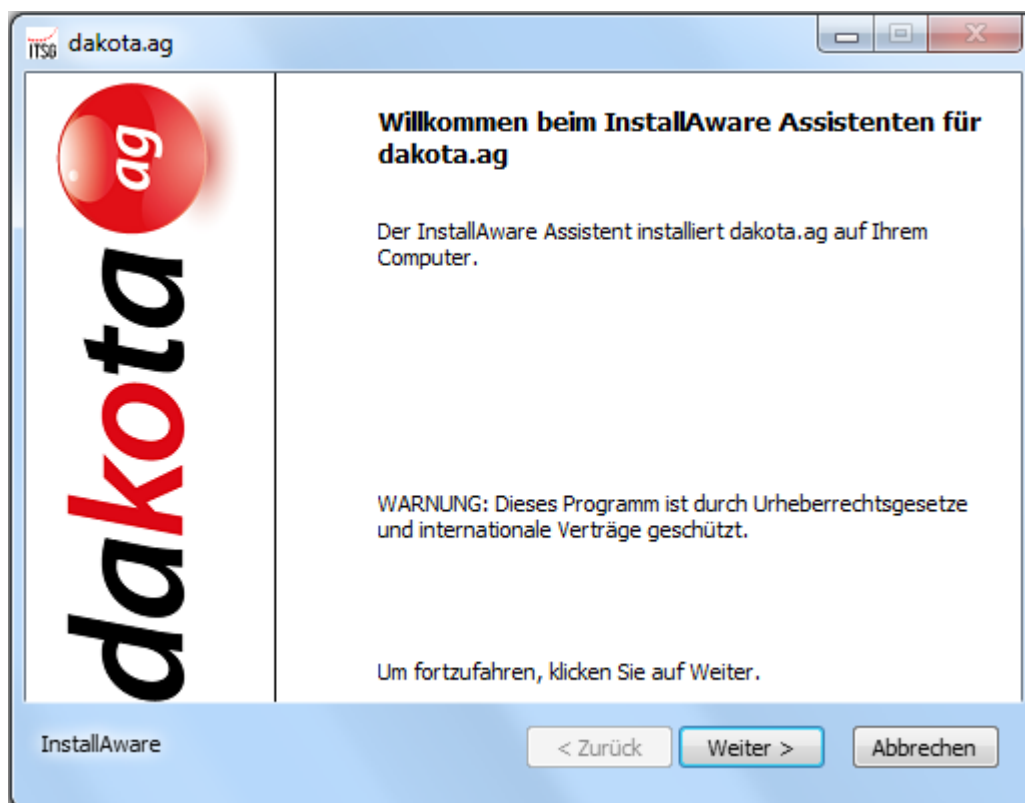 ITSG dakota.ag
dakota ag
Willkommen beim InstallAware Assistenten für
dakota.ag
Der InstallAware Assistent installiert dakota.ag auf Ihrem
Computer.
WARNUNG: Dieses Programm ist durch Urheberrechtsgesetze
und internationale Verträge geschützt.
Um fortzufahren, klicken Sie auf Weiter.
InstallAware
< Zurück
Weiter >
Abbrechen